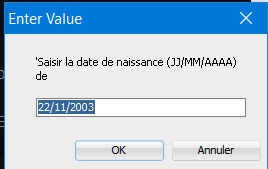 Enter Value
'Saisir la date de naissance (JJ/MM/AAAA)
de
22/11/2003
OK
Annuler